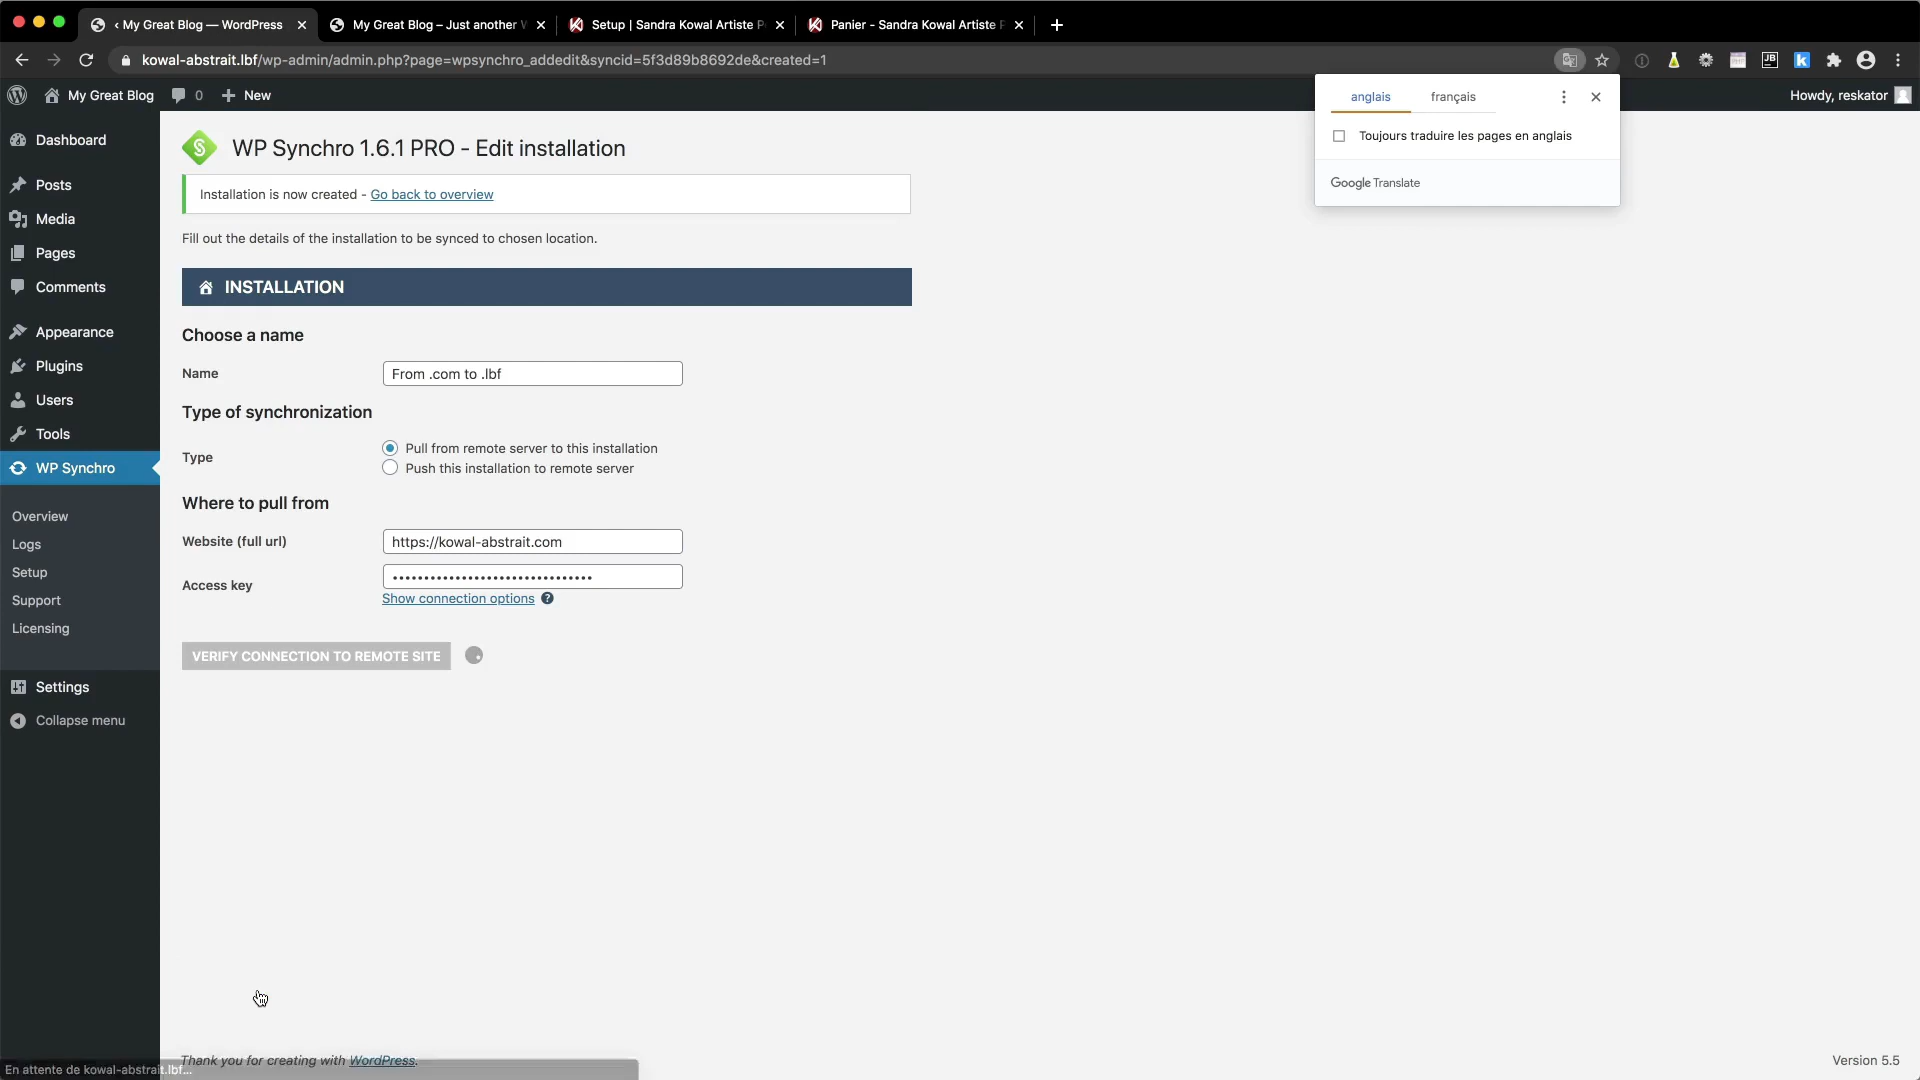 ‹ My Great Blog — WordPress
My Great Blog – Just another W
Setup | Sandra Kowal Artiste P
Panier - Sandra Kowal Artiste P
kowal-abstrait.lbf/wp-admin/admin.php?page=wpsynchro_addedit&syncid=5f3d89b8692de&created=1
My Great Blog
0
New
Howdy, reskator
anglais
français
Toujours traduire les pages en anglais
Google Translate
Dashboard
Posts
Media
Pages
Comments
Appearance
Plugins
Users
Tools
WP Synchro
Overview
Logs
Setup
Support
Licensing
Settings
Collapse menu
WP Synchro 1.6.1 PRO - Edit installation
Installation is now created - Go back to overview
Fill out the details of the installation to be synced to chosen location.
INSTALLATION
Choose a name
Name
From .com to .lbf
Type of synchronization
Type
Pull from remote server to this installation
Push this installation to remote server
Where to pull from
Website (full url)
https://kowal-abstrait.com
Access key
••••••••••••••••••••••••••••••••
Show connection options
VERIFY CONNECTION TO REMOTE SITE
Thank you for creating with WordPress.
Version 5.5
En attente de kowal-abstrait.lbf...